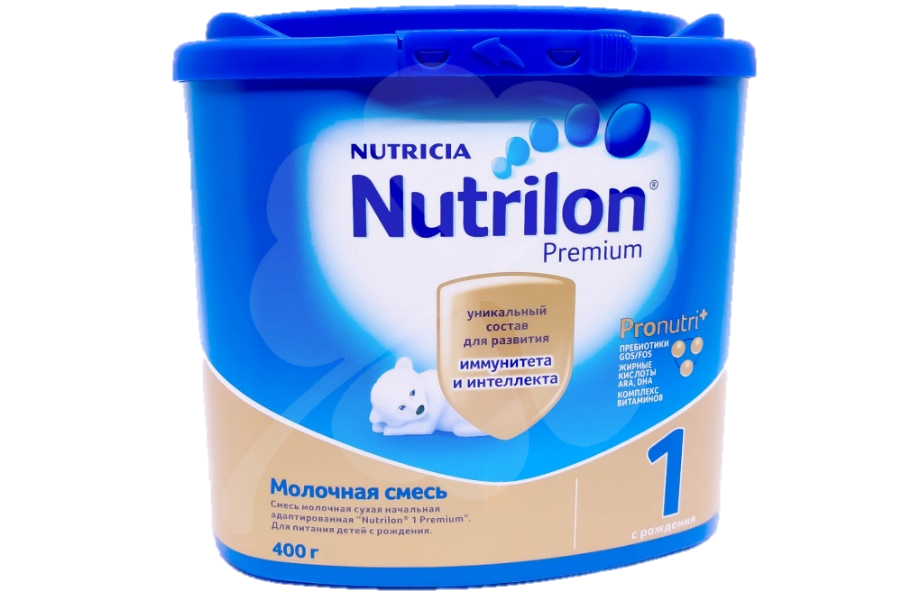 NUTRICIA
Nutrilon®
Premium
уникальный
состав
для развития
иммунитета
и интеллекта
Pronutri+
ПРЕБИОТИКИ
GOS/FOS
ЖИРНЫЕ
КИСЛОТЫ
ARA, DHA
КОМПЛЕКС
ВИТАМИНОВ
1
с рождения
Молочная смесь
Смесь молочная сухая начальная
адаптированная "Nutrilon® 1 Premium".
Для питания детей с рождения.
400 г